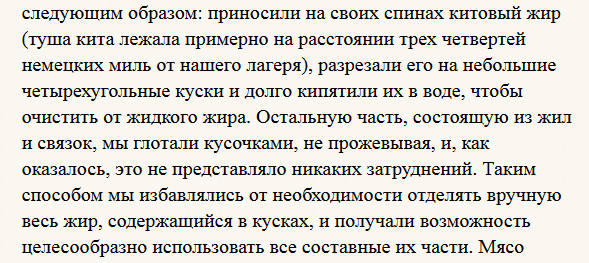 следующим образом: приносили на своих спинах китовый жир
(туша кита лежала примерно на расстоянии трех четвертей
немецких миль от нашего лагеря), разрезали его на небольшие
четырехугольные куски и долго кипятили их в воде, чтобы
очистить от жидкого жира. Остальную часть, состоящую из жил
и связок, мы глотали кусочками, не прожевывая, и, как
оказалось, это не представляло никаких затруднений. Таким
способом мы избавлялись от необходимости отделять вручную
весь жир, содержащийся в кусках, и получали возможность
целесообразно использовать все составные их части. Мясо